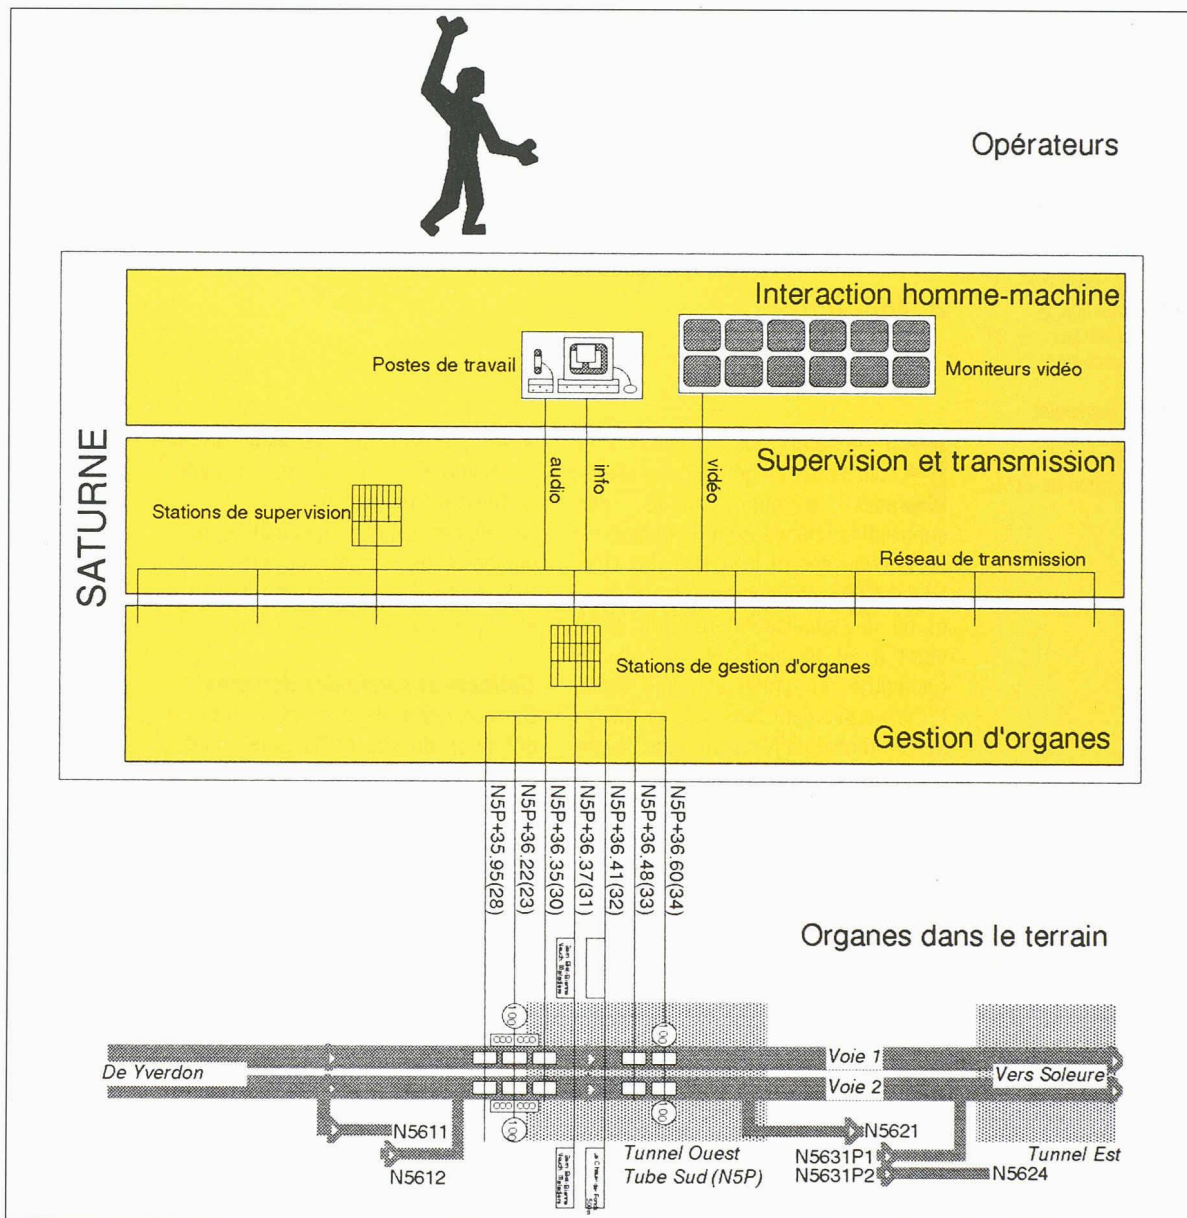 Opérateurs
SATURNE
Interaction homme-machine
Postes de travail
Moniteurs vidéo
Supervision et transmission
audio
info
vidéo
Stations de supervision
Réseau de transmission
Stations de gestion d'organes
Gestion d'organes
N5P+35.95(28)
N5P+36.22(23)
N5P+36.35(30)
N5P+36.37(31)
N5P+36.41(32)
N5P+36.48(33)
N5P+36.60(34)
Organes dans le terrain
100
100
De Yverdon
Voie 1
Voie 2
Vers Soleure
100
100
N5611
N5612
Tunnel Ouest
Tube Sud (N5P)
N5621
N5631P1
N5631P2
N5624
Tunnel Est